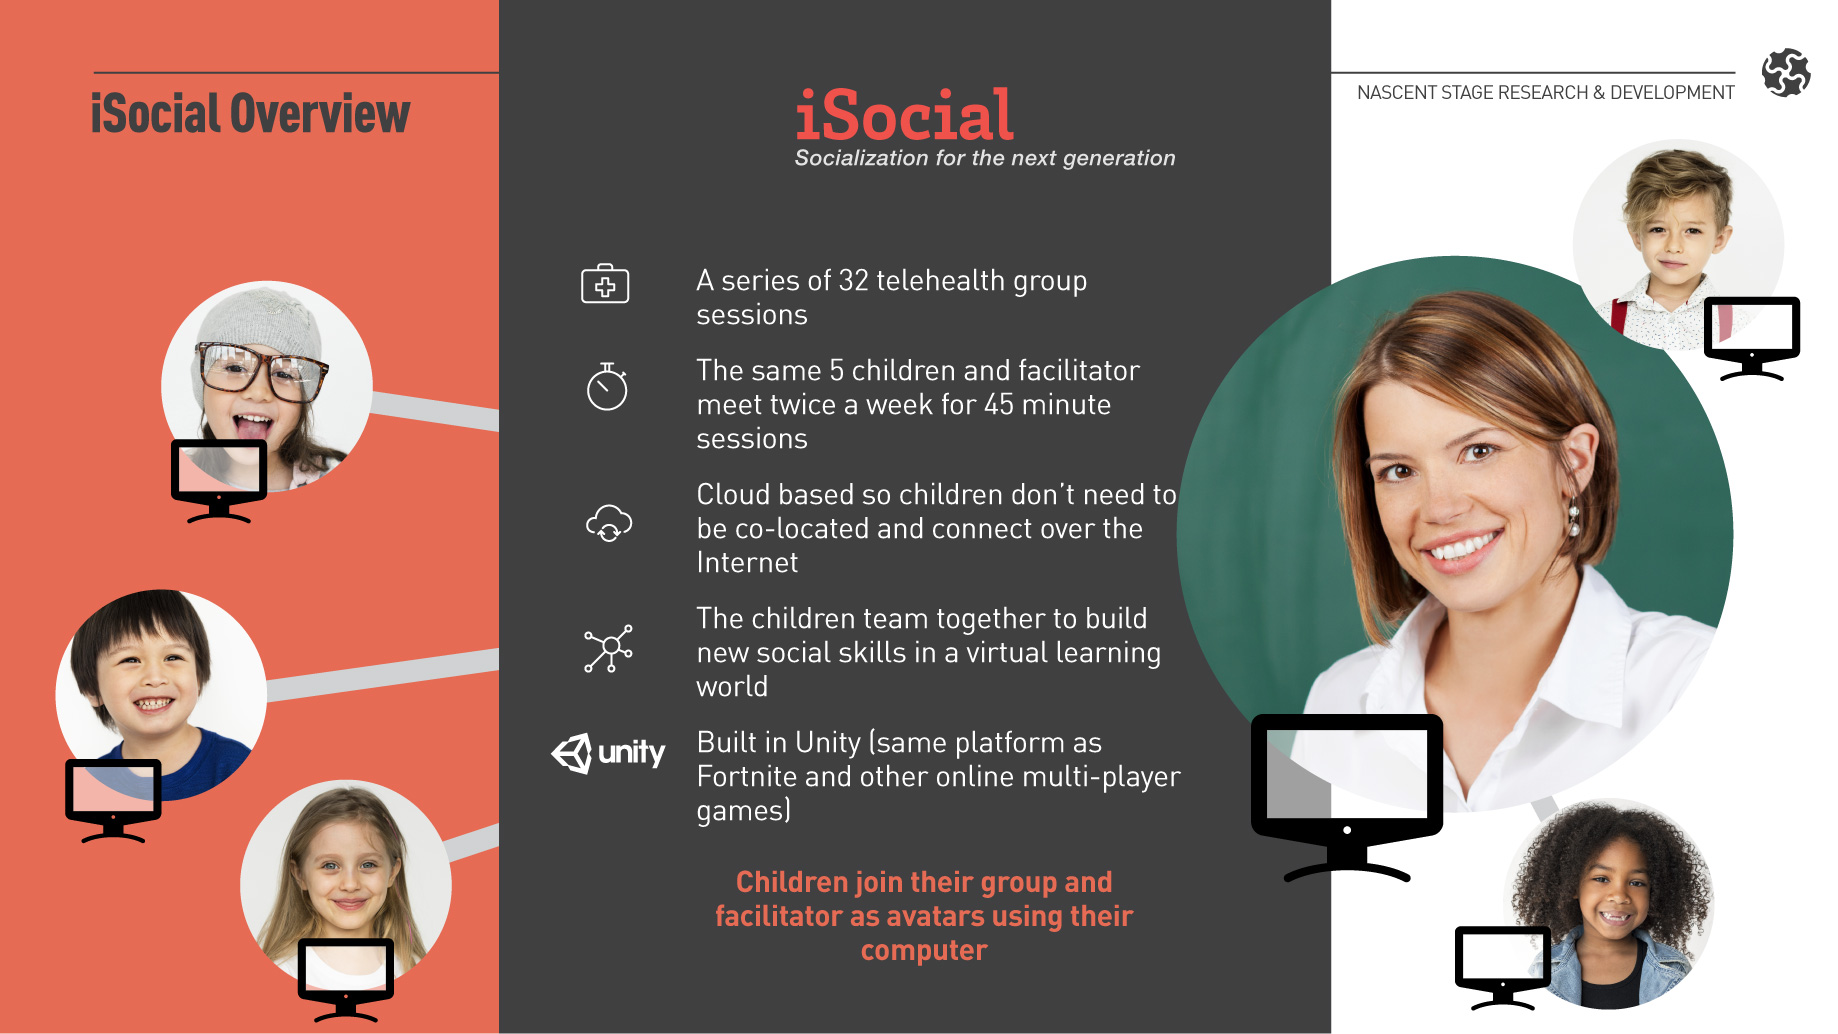 iSocial Overview
iSocial
Socialization for the next generation
NASCENT STAGE RESEARCH & DEVELOPMENT
A series of 32 telehealth group
sessions
The same 5 children and facilitator
meet twice a week for 45 minute
sessions
Cloud based so children don’t need to
be co-located and connect over the
Internet
The children team together to build
new social skills in a virtual learning
world
unity
Built in Unity (same platform as
Fortnite and other online multi-player
games)
Children join their group and
facilitator as avatars using their
computer